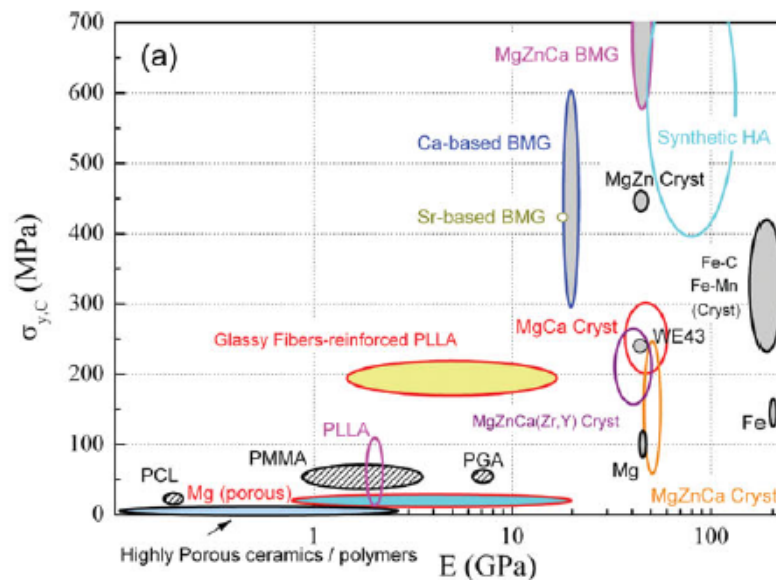 (a)
700
600
500
400
300
200
100
0
σy,C (MPa)
MgZnCa BMG
Ca-based BMG
Synthetic HA
MgZn Cryst
Sr-based BMG
Fe-C
Fe-Mn
(Cryst)
MgCa Cryst
WE43
Glassy Fibers-reinforced PLLA
PLLA
MgZnCa(Zr,Y) Cryst
Fe
PMMA
PGA
PCL
Mg (porous)
Mg
MgZnCa Cryst
1
10
100
Highly Porous ceramics / polymers
E (GPa)